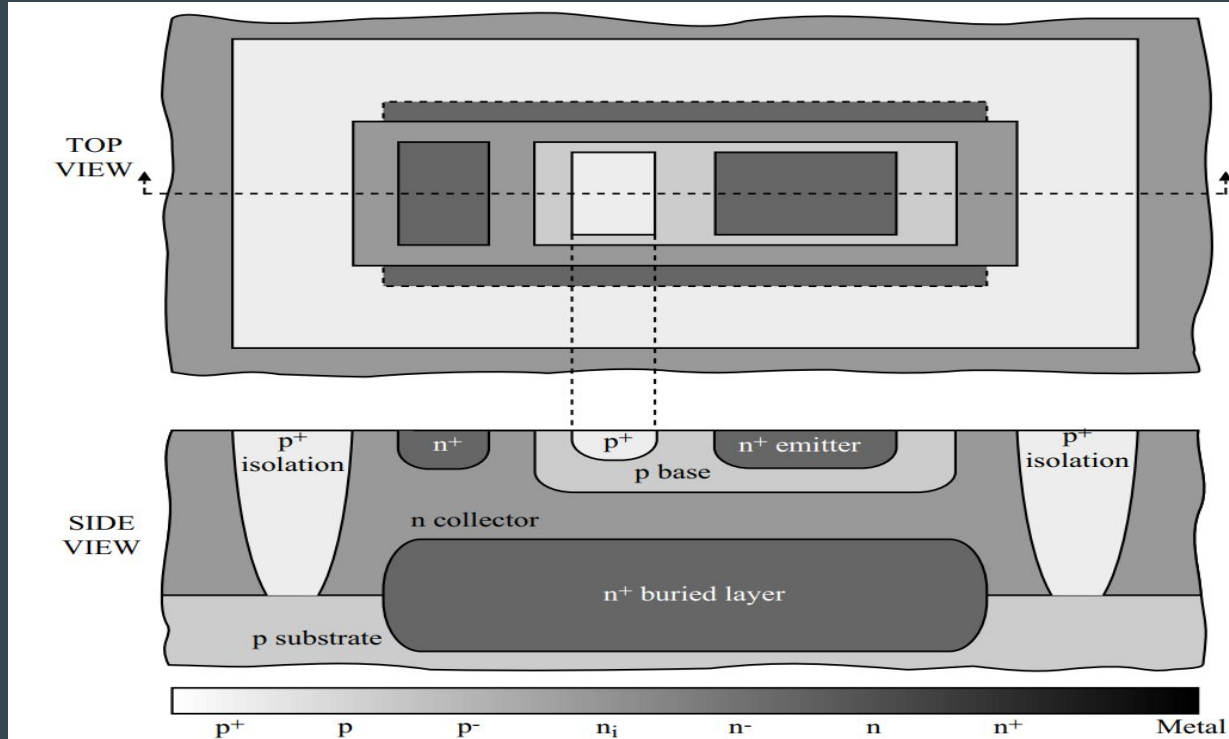 TOP
VIEW
p+
isolation
n+
p+
n+ emitter
p+
isolation
p base
SIDE
VIEW
n collector
n+ buried layer
p substrate
p+ p p- ni n- n n+ Metal